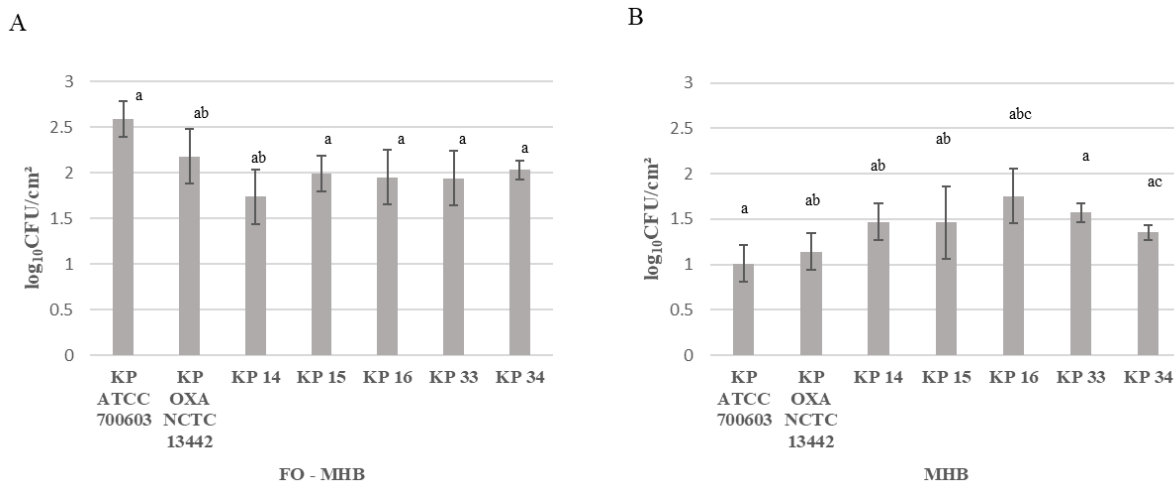 A
3
2.5
2
1.5
1
0.5
0
log₁₀CFU/cm²
a
ab
ab
a
a
a
a
KP ATCC 700603
KP OXA NCTC 13442
KP 14
KP 15
KP 16
KP 33
KP 34
FO - MHB
B
3
2.5
2
1.5
1
0.5
0
log₁₀CFU/cm²
a
ab
ab
ab
abc
a
ac
KP ATCC 700603
KP OXA NCTC 13442
KP 14
KP 15
KP 16
KP 33
KP 34
MHB